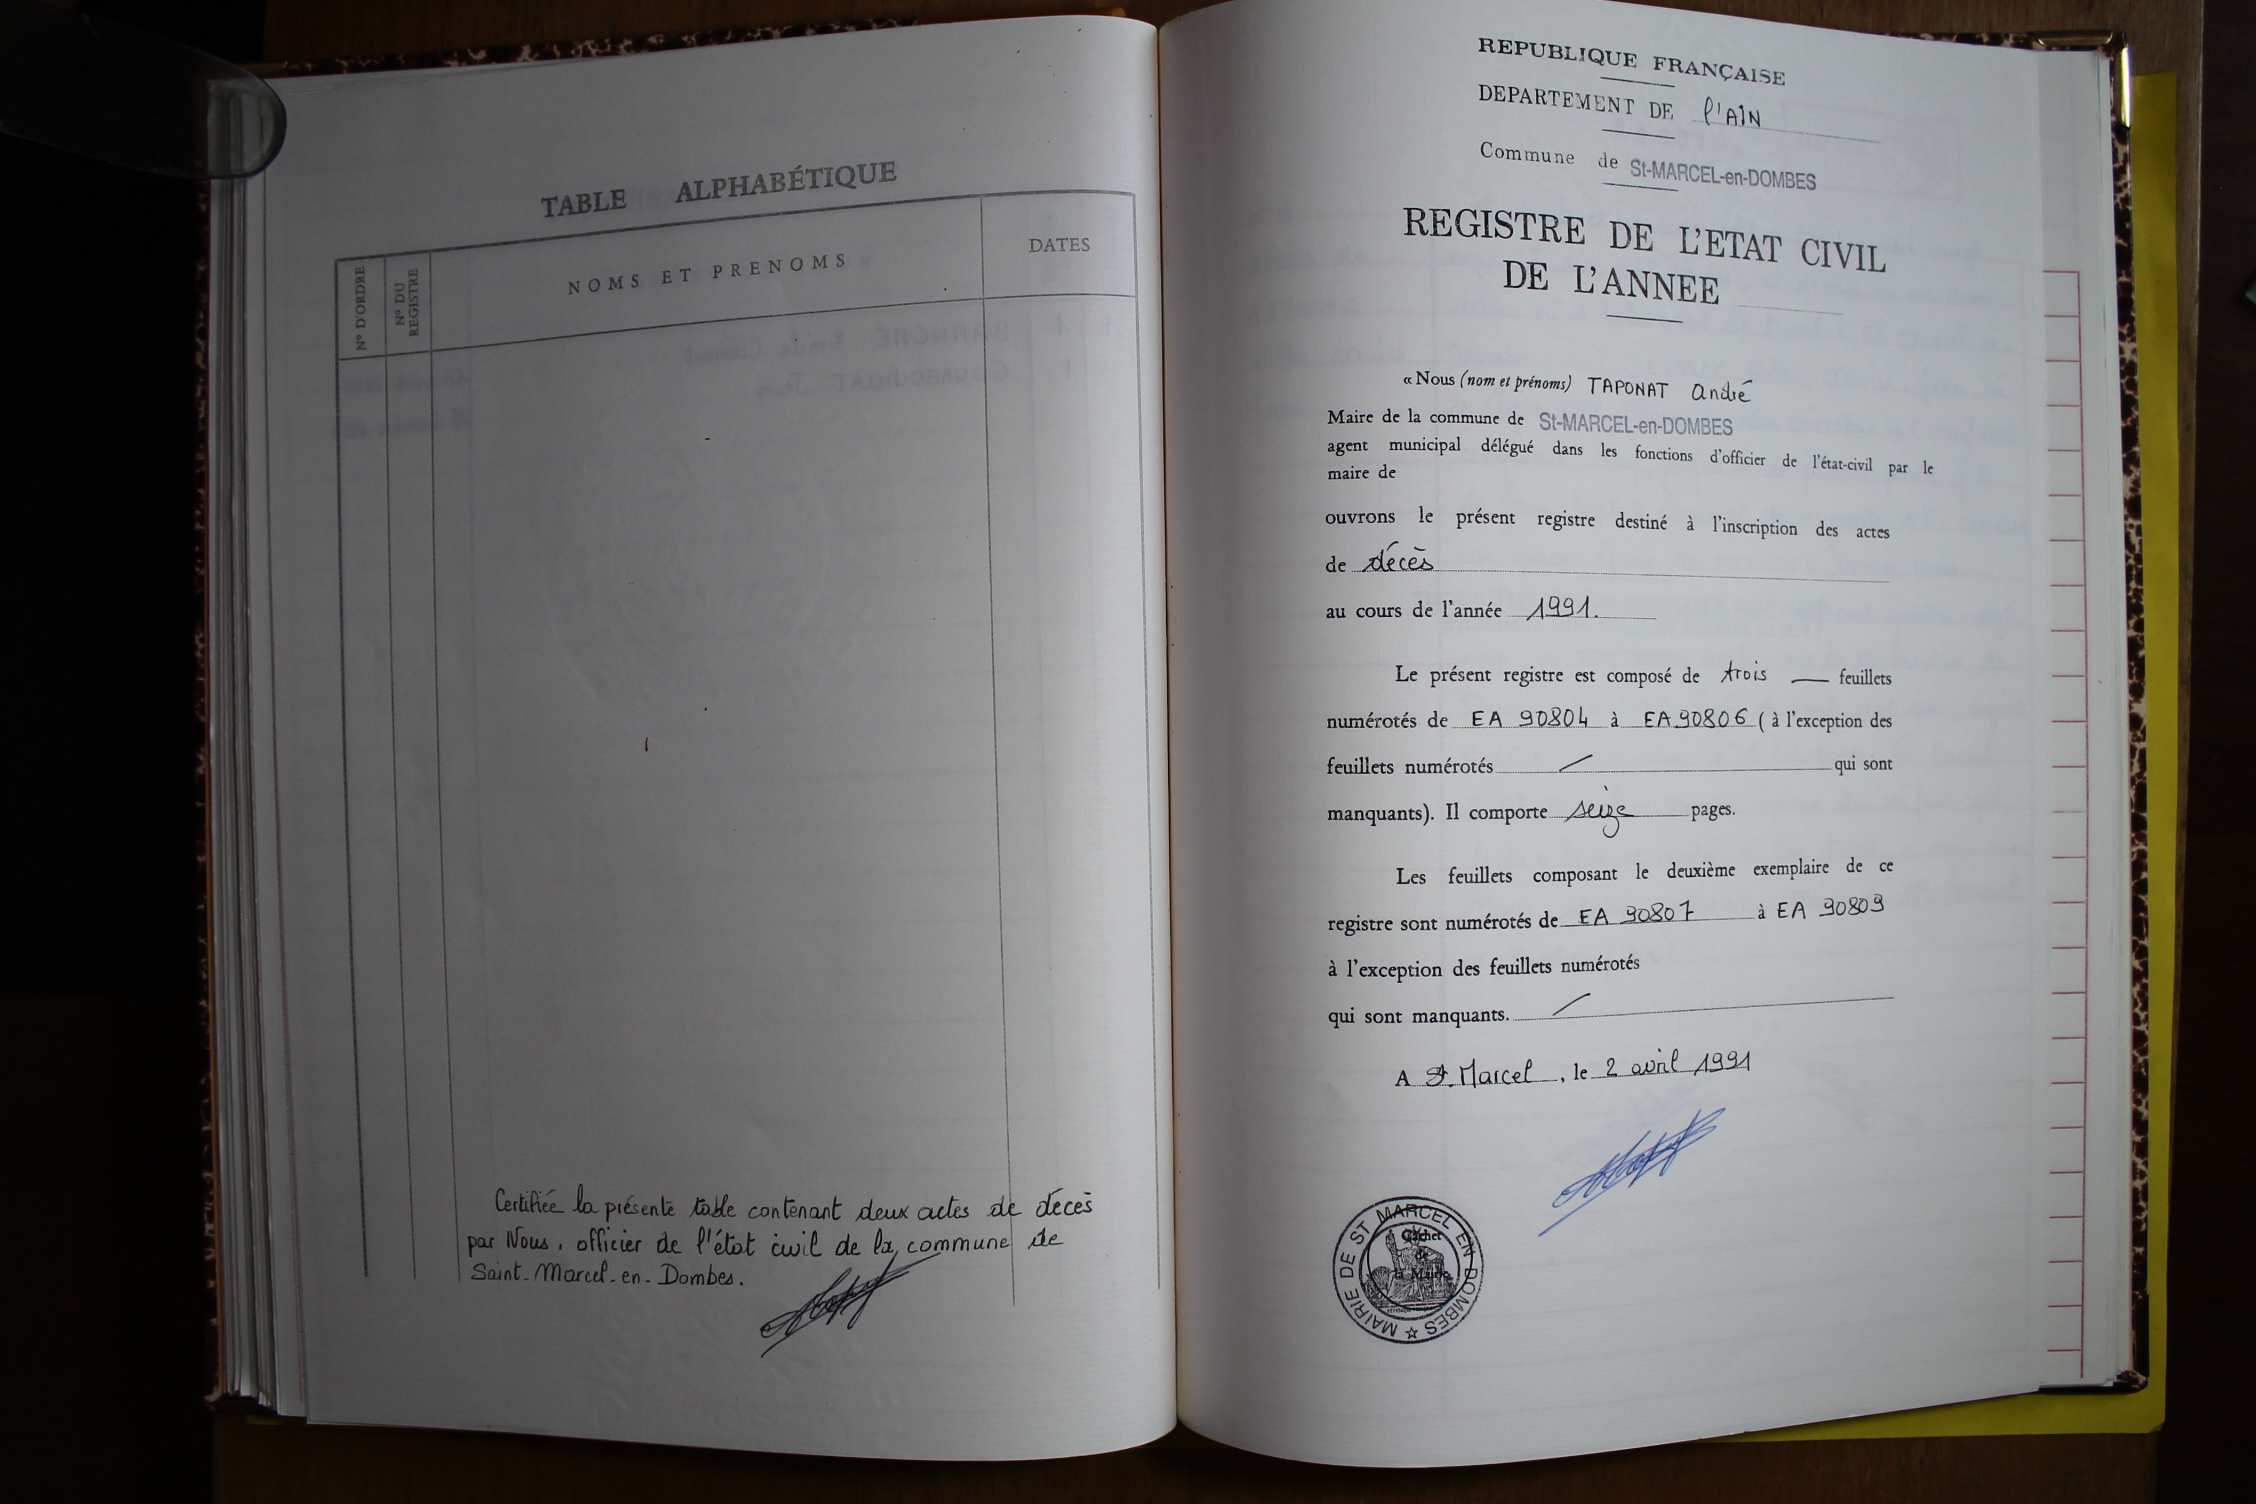 TABLE ALPHABÉTIQUE
Nº D'ORDRE
Nº DU REGISTRE
NOMS ET PRENOMS
DATES
Certifiée la présente table contenant deux actes de décès
par Nous, officier de l'état civil de la commune de
Saint-Marcel-en-Dombes.
REPUBLIQUE FRANÇAISE
DEPARTEMENT DE l'AIN
Commune de St-MARCEL-en-DOMBES
REGISTRE DE L'ETAT CIVIL
DE L'ANNEE
« Nous (nom et prénoms) TAPONAT André
Maire de la commune de St-MARCEL-en-DOMBES
agent municipal délégué dans les fonctions d'officier de l'état-civil par le
maire de
ouvrons le présent registre destiné à l'inscription des actes
de décès
au cours de l'année 1991.
Le présent registre est composé de trois — feuillets
numérotés de EA 90804 à EA 90806 ( à l'exception des
feuillets numérotés / qui sont
manquants). Il comporte seize pages.
Les feuillets composant le deuxième exemplaire de ce
registre sont numérotés de EA 90807 à EA 90809
à l'exception des feuillets numérotés
qui sont manquants. /
A St. Marcel, le 2 avril 1991
MAIRIE DE ST MARCEL EN DOMBES
Cachet
de
la Mairie